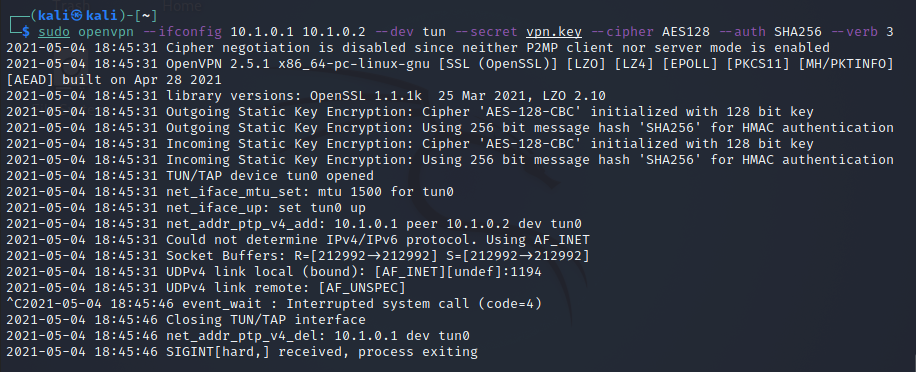 ┌──(kali㉿kali)-[~]
└─$ sudo openvpn --ifconfig 10.1.0.1 10.1.0.2 --dev tun --secret vpn.key --cipher AES128 --auth SHA256 --verb 3
2021-05-04 18:45:31 Cipher negotiation is disabled since neither P2MP client nor server mode is enabled
2021-05-04 18:45:31 OpenVPN 2.5.1 x86_64-pc-linux-gnu [SSL (OpenSSL)] [LZO] [LZ4] [EPOLL] [PKCS11] [MH/PKTINFO]
[AEAD] built on Apr 28 2021
2021-05-04 18:45:31 library versions: OpenSSL 1.1.1k  25 Mar 2021, LZO 2.10
2021-05-04 18:45:31 Outgoing Static Key Encryption: Cipher 'AES-128-CBC' initialized with 128 bit key
2021-05-04 18:45:31 Outgoing Static Key Encryption: Using 256 bit message hash 'SHA256' for HMAC authentication
2021-05-04 18:45:31 Incoming Static Key Encryption: Cipher 'AES-128-CBC' initialized with 128 bit key
2021-05-04 18:45:31 Incoming Static Key Encryption: Using 256 bit message hash 'SHA256' for HMAC authentication
2021-05-04 18:45:31 TUN/TAP device tun0 opened
2021-05-04 18:45:31 net_iface_mtu_set: mtu 1500 for tun0
2021-05-04 18:45:31 net_iface_up: set tun0 up
2021-05-04 18:45:31 net_addr_ptp_v4_add: 10.1.0.1 peer 10.1.0.2 dev tun0
2021-05-04 18:45:31 Could not determine IPv4/IPv6 protocol. Using AF_INET
2021-05-04 18:45:31 Socket Buffers: R=[212992→212992] S=[212992→212992]
2021-05-04 18:45:31 UDPv4 link local (bound): [AF_INET][undef]:1194
2021-05-04 18:45:31 UDPv4 link remote: [AF_UNSPEC]
^C2021-05-04 18:45:46 event_wait : Interrupted system call (code=4)
2021-05-04 18:45:46 Closing TUN/TAP interface
2021-05-04 18:45:46 net_addr_ptp_v4_del: 10.1.0.1 dev tun0
2021-05-04 18:45:46 SIGINT[hard,] received, process exiting